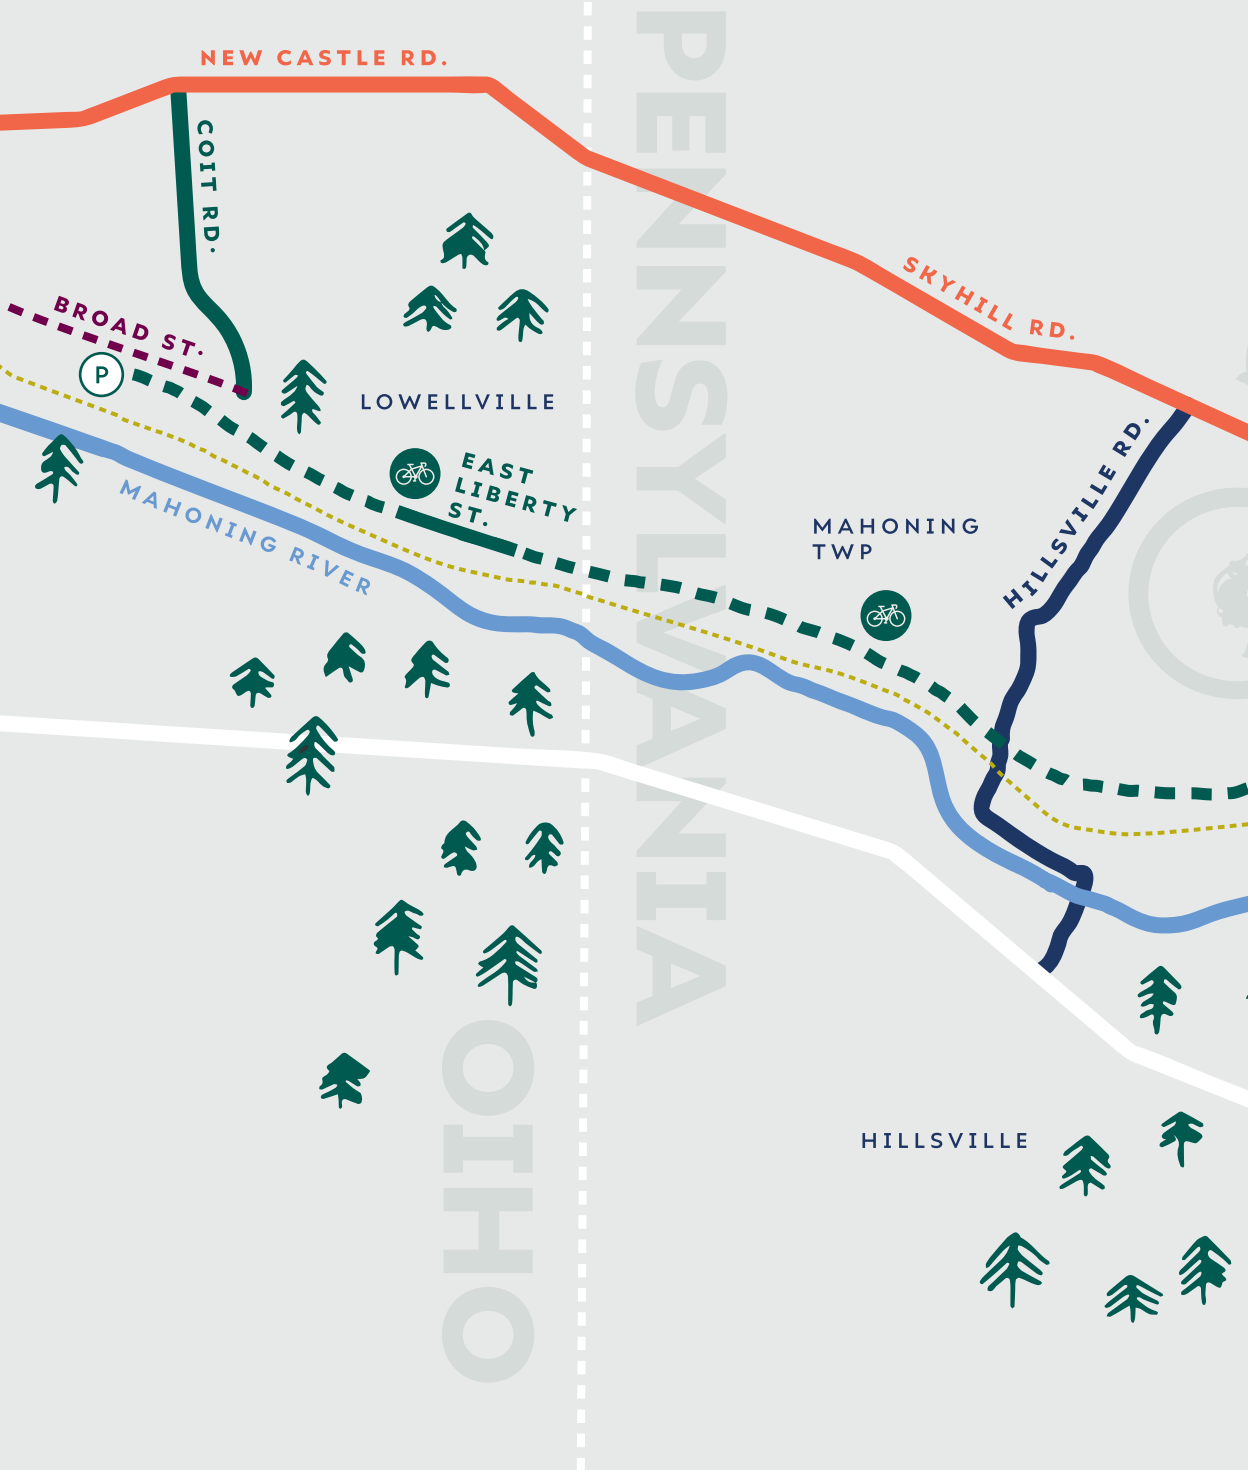 NEW CASTLE RD.
PENNSYLVANIA
COIT RD.
SKYHILL RD.
BROAD ST.
P
LOWELLVILLE
HILLSVILLE RD.
EAST
LIBERTY
ST.
MAHONING RIVER
MAHONING
TWP
OHIO
HILLSVILLE